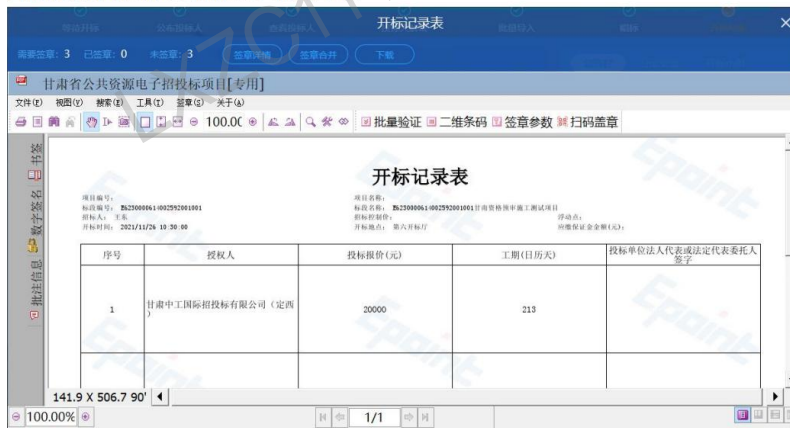 开标记录表
需要签章: 3 已签章: 0 未签章: 3 签章详情 签章合并 下载
甘肃省公共资源电子招投标项目[专用]
文件(F) 视图(V) 搜索(E) 工具(T) 签章(S) 关于(A)
100.0( 批量验证 二维条码 签章参数 扫码盖章
书签
数字签名
批注信息
开标记录表
项目编号:
项目名称:
标段编号:
标段名称:
甘肃资格预审施工测试项目
招标人: 王东
招标控制价:
浮动点:
开标时间: 2021/11/26 10:30:00
开标地点: 第六开标厅
应缴保证金金额(元):
序号 授权人 投标报价(元) 工期(日历天) 投标单位法人代表或法定代表委托人签字
1 甘肃中工国际招投标有限公司(定西) 20000 213
Epoint
141.9 X 506.7 90'
100.00% 1/1